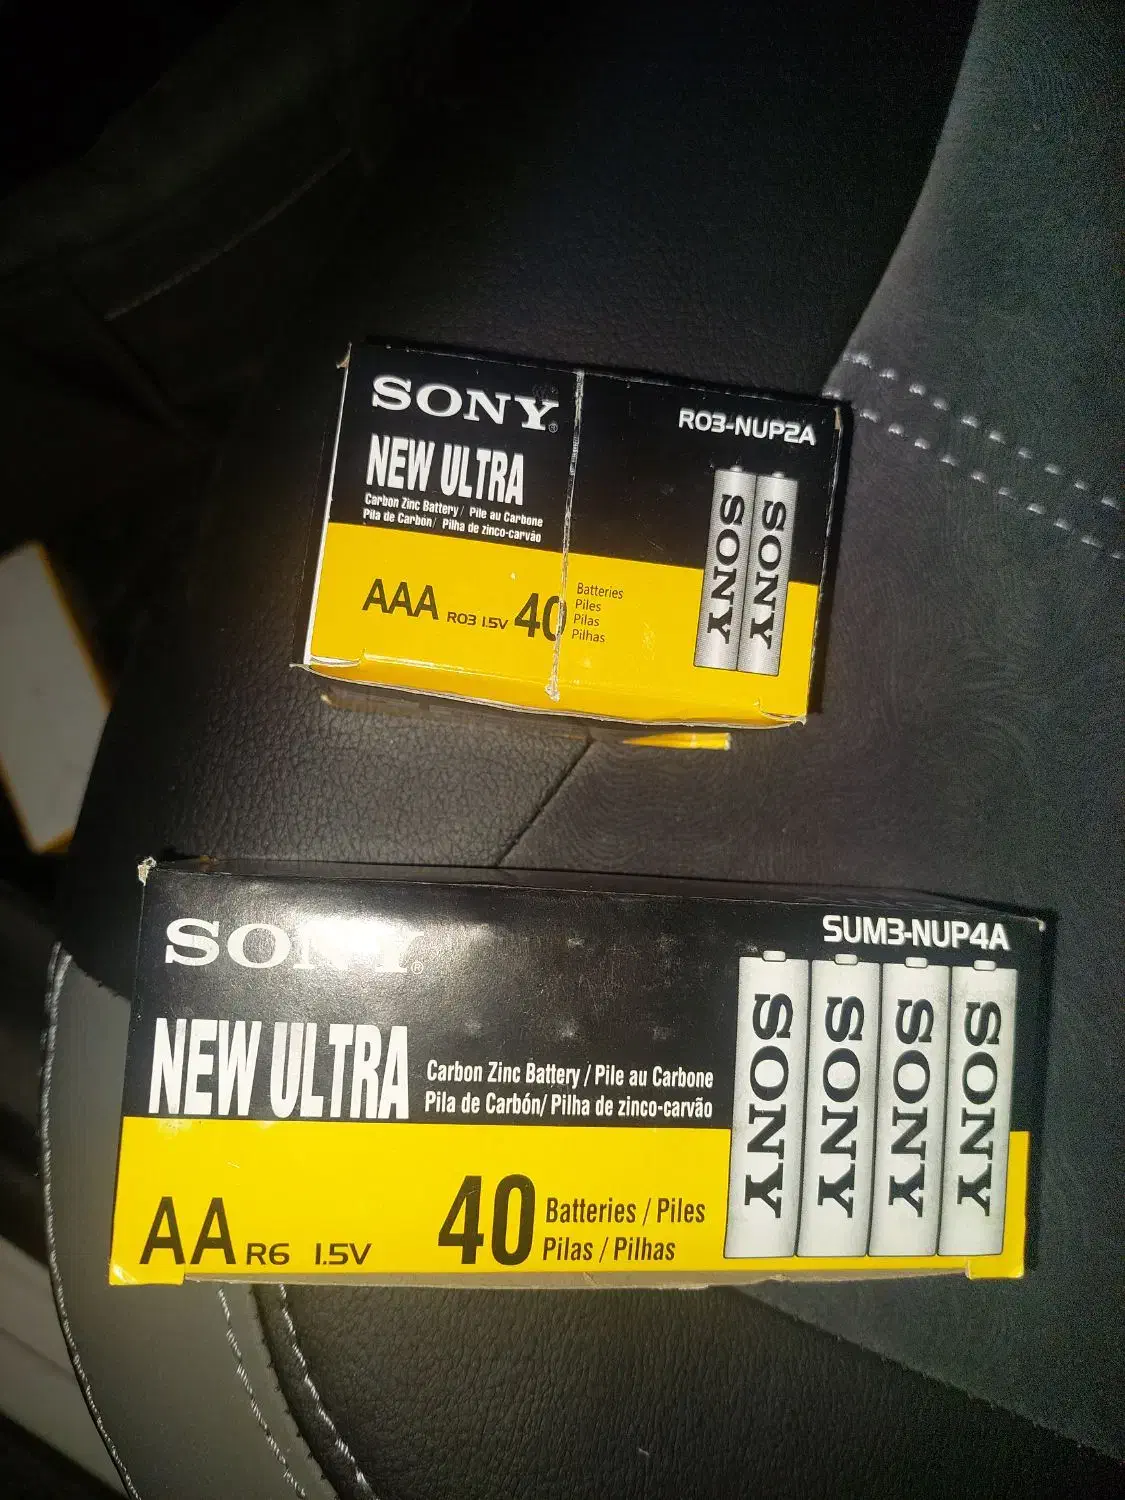 SONY®
R03-NUP2A
NEW ULTRA
Carbon Zinc Battery / Pile au Carbone
Pila de Carbón/ Pilha de zinco-carvão
AAA R03 1.5V 40
Batteries
Piles
Pilas
Pilhas
SONY
SONY
SONY®
SUM3-NUP4A
NEW ULTRA
Carbon Zinc Battery / Pile au Carbone
Pila de Carbón/ Pilha de zinco-carvão
AA R6 1.5V
40
Batteries / Piles
Pilas / Pilhas
SONY
SONY
SONY
SONY